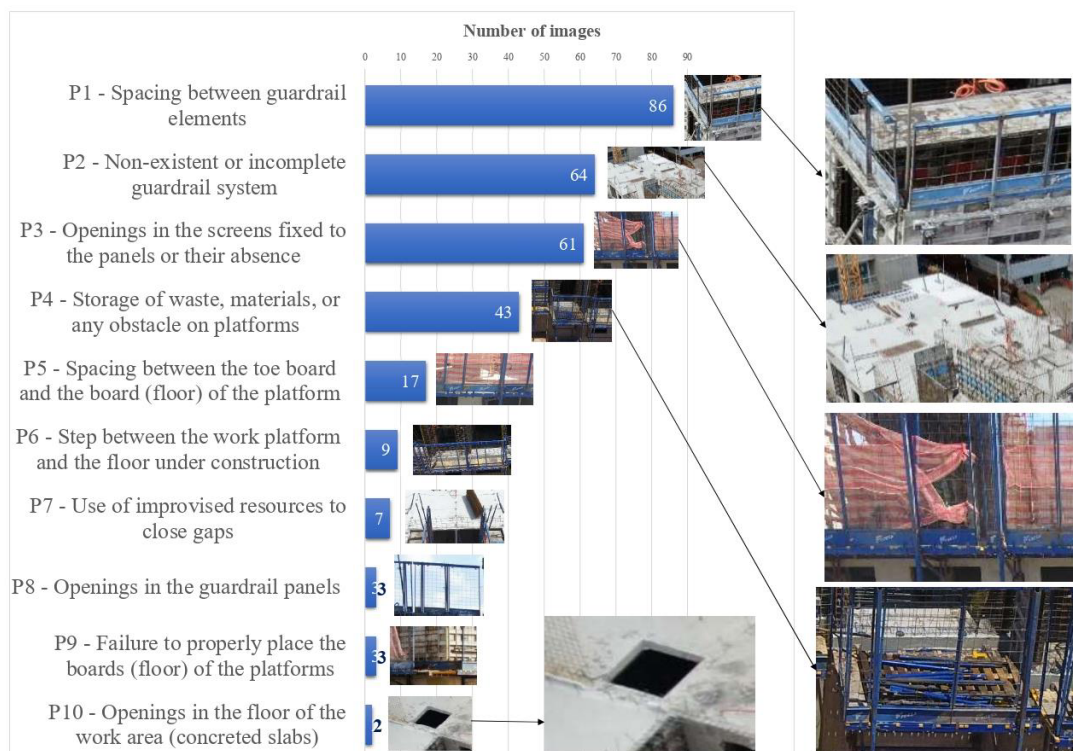 Number of images
0 10 20 30 40 50 60 70 80 90
P1 - Spacing between guardrail
elements
86
P2 - Non-existent or incomplete
guardrail system
64
P3 - Openings in the screens fixed to
the panels or their absence
61
P4 - Storage of waste, materials, or
any obstacle on platforms
43
P5 - Spacing between the toe board
and the board (floor) of the platform
17
P6 - Step between the work platform
and the floor under construction
9
P7 - Use of improvised resources to
close gaps
7
P8 - Openings in the guardrail panels
3
P9 - Failure to properly place the
boards (floor) of the platforms
3
P10 - Openings in the floor of the
work area (concreted slabs)
2